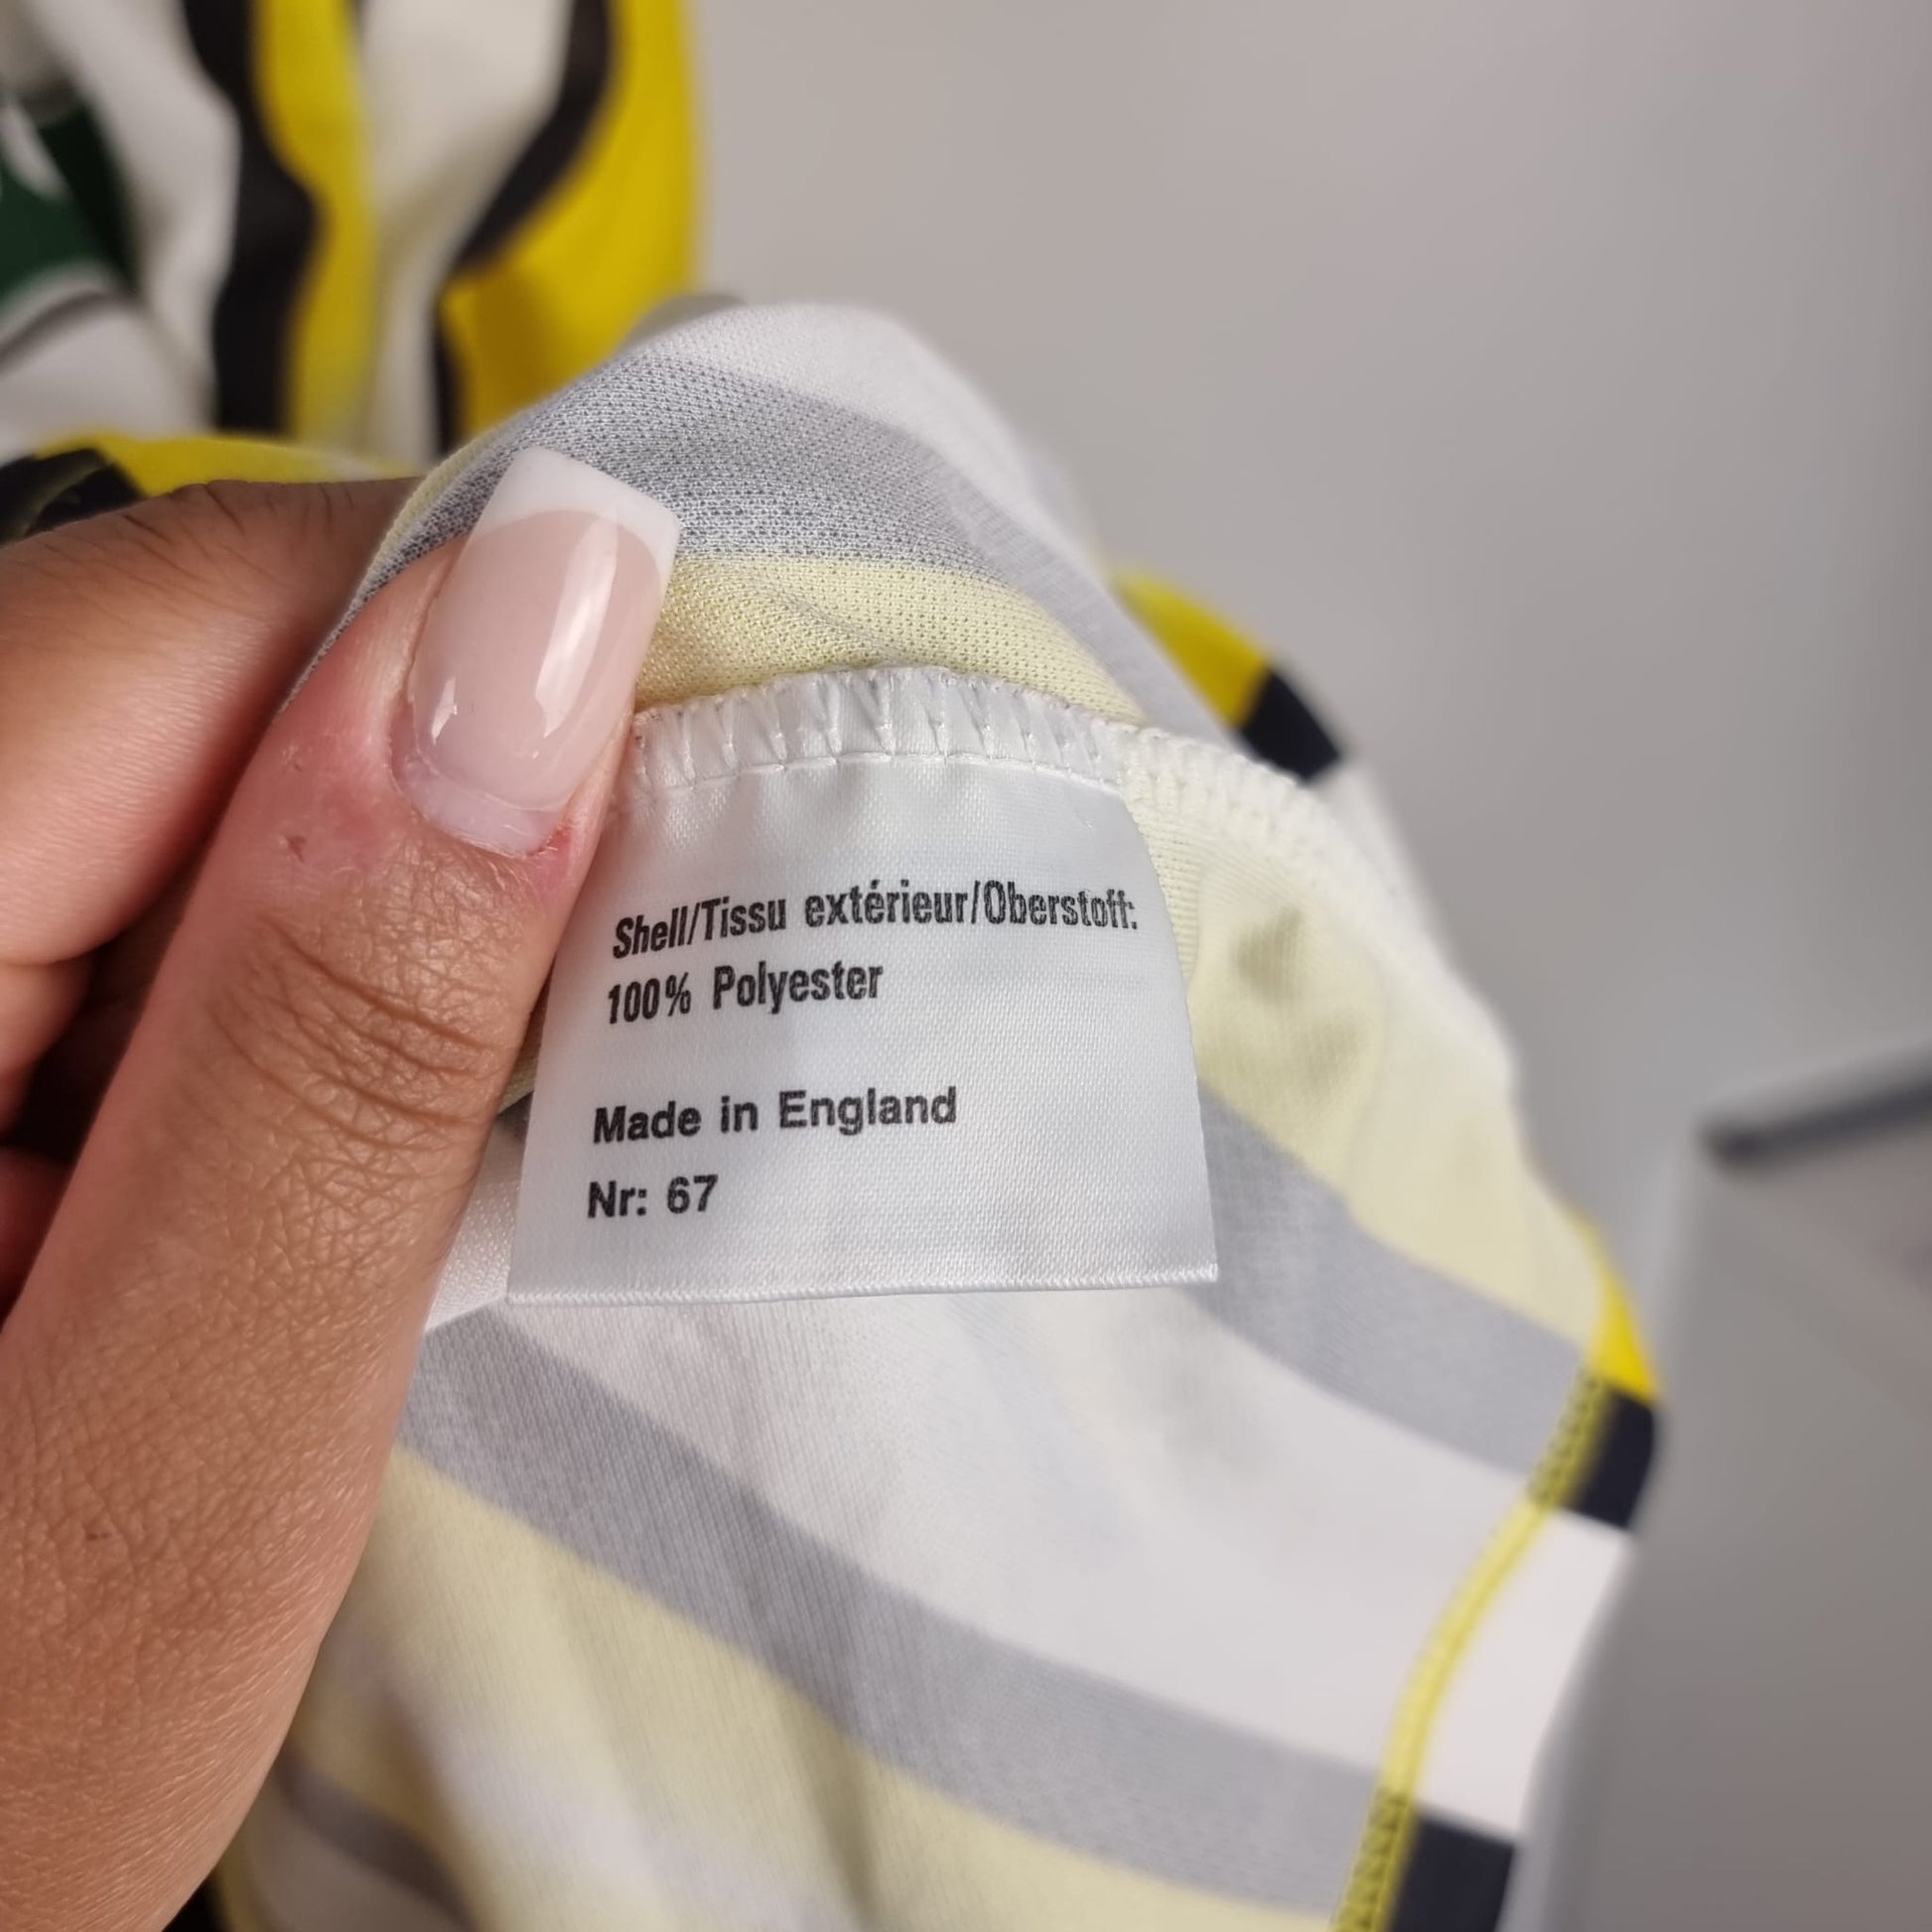 Shell/Tissu extérieur/Oberstoff:
100% Polyester
Made in England
Nr: 67